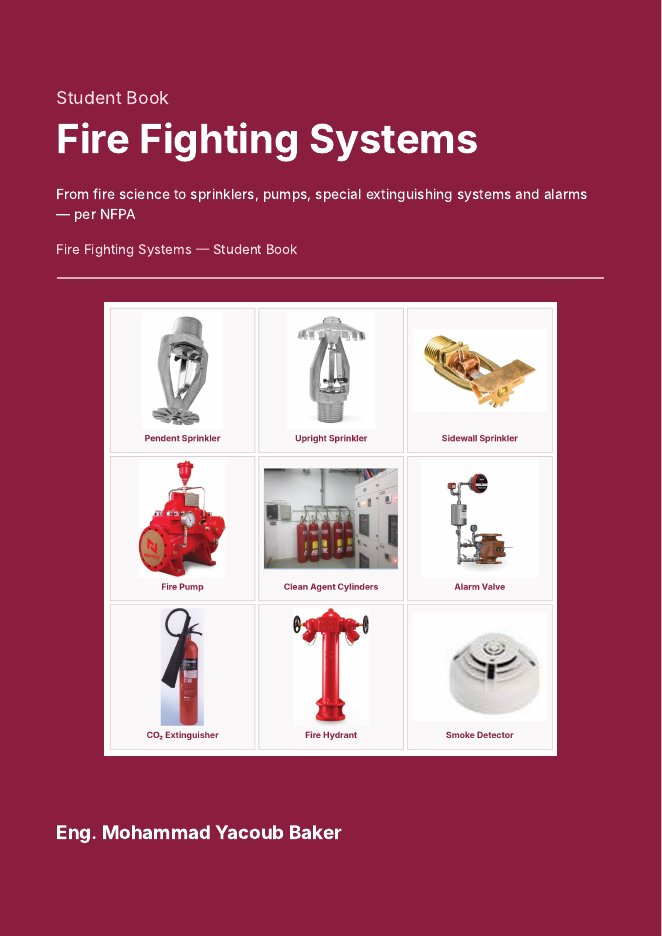 Student Book
Fire Fighting Systems
From fire science to sprinklers, pumps, special extinguishing systems and alarms
— per NFPA
Fire Fighting Systems — Student Book
Pendent Sprinkler
Upright Sprinkler
Sidewall Sprinkler
Fire Pump
Clean Agent Cylinders
Alarm Valve
CO₂ Extinguisher
Fire Hydrant
Smoke Detector
Eng. Mohammad Yacoub Baker